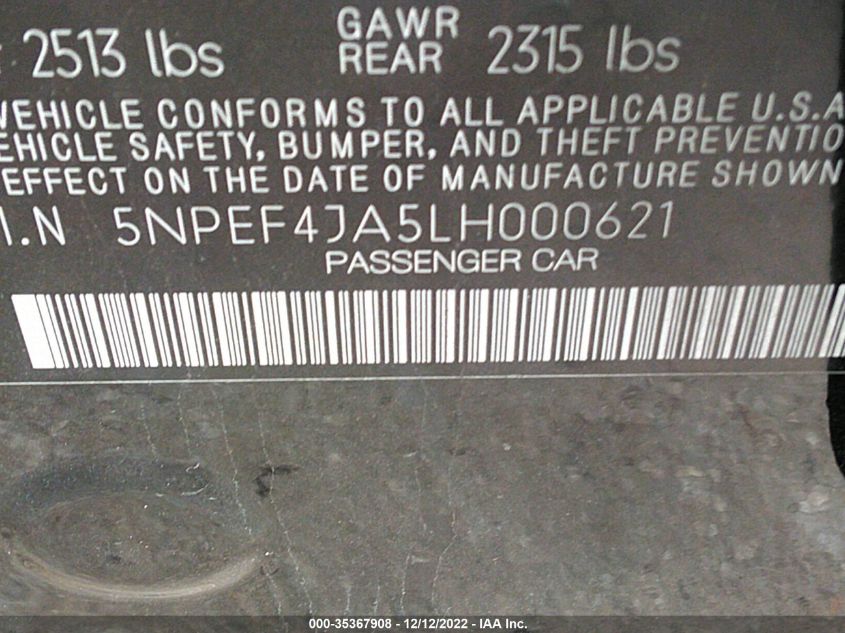 2513 lbs GAWR REAR 2315 lbs
VEHICLE CONFORMS TO ALL APPLICABLE U.S.A
EHICLE SAFETY, BUMPER, AND THEFT PREVENTIO
EFFECT ON THE DATE OF MANUFACTURE SHOWN
I.N 5NPEF4JA5LH000621
PASSENGER CAR
000-35367908 - 12/12/2022 - IAA Inc.